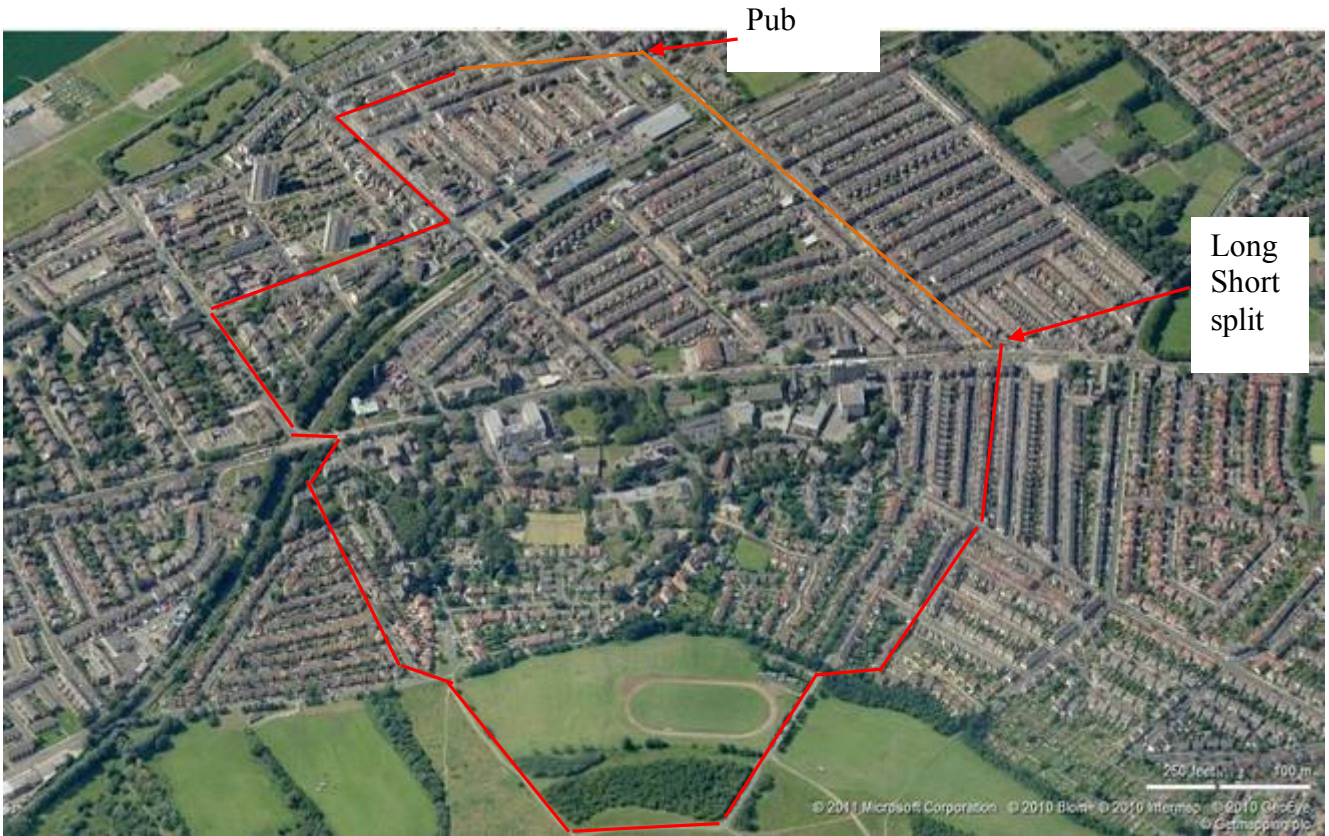 Pub
Long
Short
split
250 feet 100 m
© 2011 Microsoft Corporation © 2010 Blom © 2010 Intermap © 2010 GeoEye
© Getmapping plc